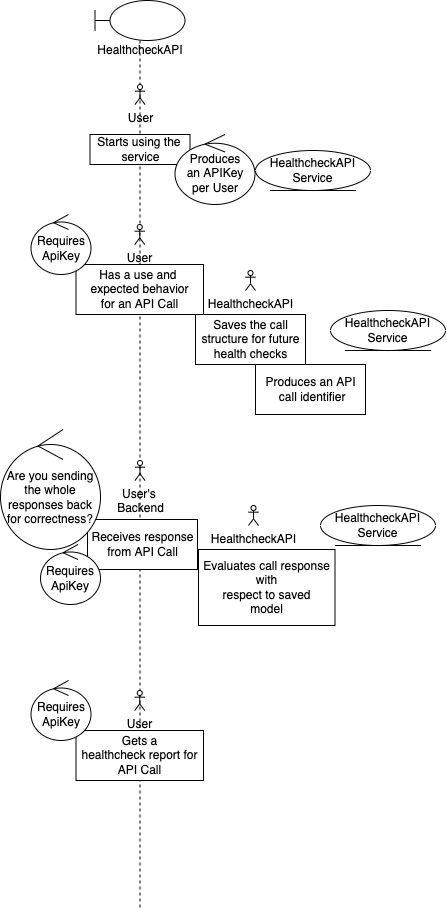 HealthcheckAPI
User
Starts using the
service
Produces
an APIKey
per User
HealthcheckAPI
Service
Requires
ApiKey
User
Has a use and
expected behavior
for an API Call
HealthcheckAPI
Saves the call
structure for future
health checks
HealthcheckAPI
Service
Produces an API
call identifier
Are you sending
the whole
responses back
for correctness?
User's
Backend
Receives response
from API Call
Requires
ApiKey
HealthcheckAPI
Evaluates call response
with
respect to saved
model
HealthcheckAPI
Service
Requires
ApiKey
User
Gets a
healthcheck report for
API Call